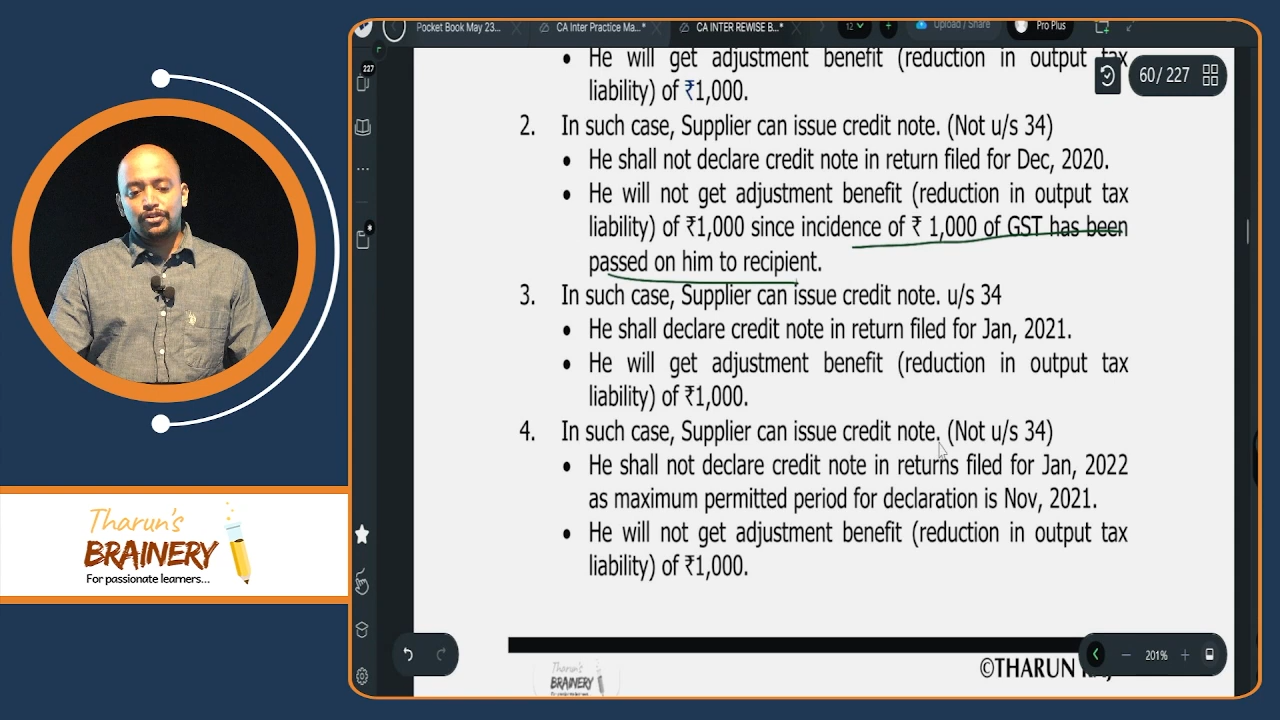 Pocket Book May 23...
CA Inter Practice Ma...*
CA INTER REWISE B...*
12
Upload / Share
Pro Plus
227
60/ 227
• He will get adjustment benefit (reduction in output tax
liability) of ₹1,000.
2. In such case, Supplier can issue credit note. (Not u/s 34)
• He shall not declare credit note in return filed for Dec, 2020.
• He will not get adjustment benefit (reduction in output tax
liability) of ₹1,000 since incidence of ₹ 1,000 of GST has been
passed on him to recipient.
3. In such case, Supplier can issue credit note. u/s 34
• He shall declare credit note in return filed for Jan, 2021.
• He will get adjustment benefit (reduction in output tax
liability) of ₹1,000.
4. In such case, Supplier can issue credit note. (Not u/s 34)
• He shall not declare credit note in returns filed for Jan, 2022
as maximum permitted period for declaration is Nov, 2021.
• He will not get adjustment benefit (reduction in output tax
liability) of ₹1,000.
Tharun's
BRAINERY
For passionate learners...
201%
©THARUN
Tharun's
BRAINERY